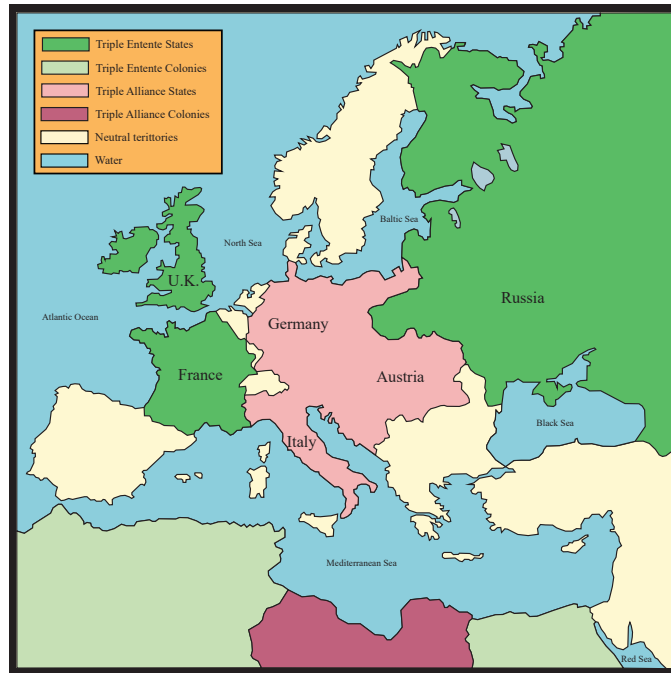 Triple Entente States
Triple Entente Colonies
Triple Alliance States
Triple Alliance Colonies
Neutral terittories
Water
Baltic Sea
North Sea
U.K.
Russia
Atlantic Ocean
Germany
France
Austria
Black Sea
Italy
Mediterranean Sea
Red Sea